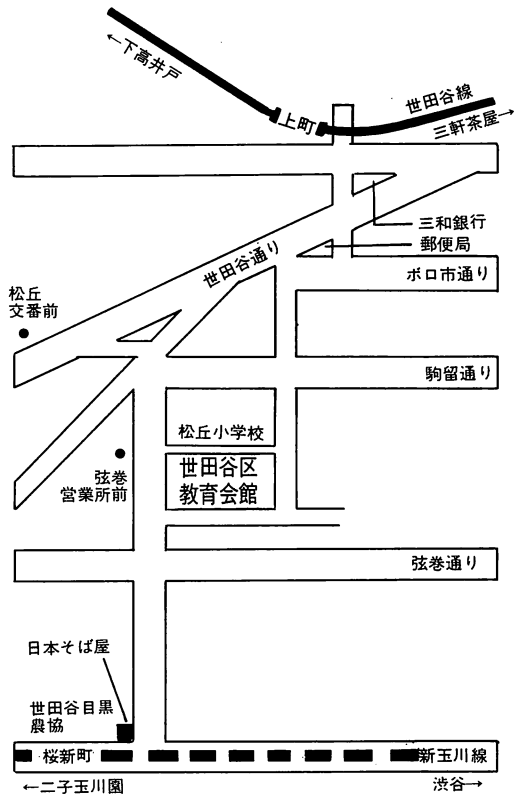 ←下高井戸
上町
世田谷線
三軒茶屋→
三和銀行
郵便局
世田谷通り
ボロ市通り
松丘
交番前
駒留通り
松丘小学校
世田谷区
教育会館
弦巻
営業所前
弦巻通り
日本そば屋
世田谷目黒
農協
桜新町
新玉川線
←二子玉川園
渋谷→